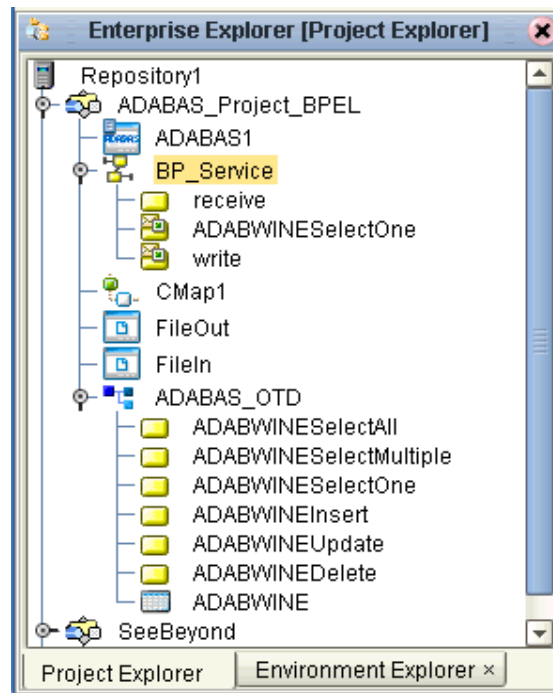 Enterprise Explorer [Project Explorer]
Repository1
ADABAS_Project_BPEL
ADABAS
ADABAS1
BP_Service
receive
ADABWINESelectOne
write
CMap1
FileOut
FileIn
ADABAS_OTD
ADABWINESelectAll
ADABWINESelectMultiple
ADABWINESelectOne
ADABWINEInsert
ADABWINEUpdate
ADABWINEDelete
ADABWINE
SeeBeyond
Project Explorer Environment Explorer ×